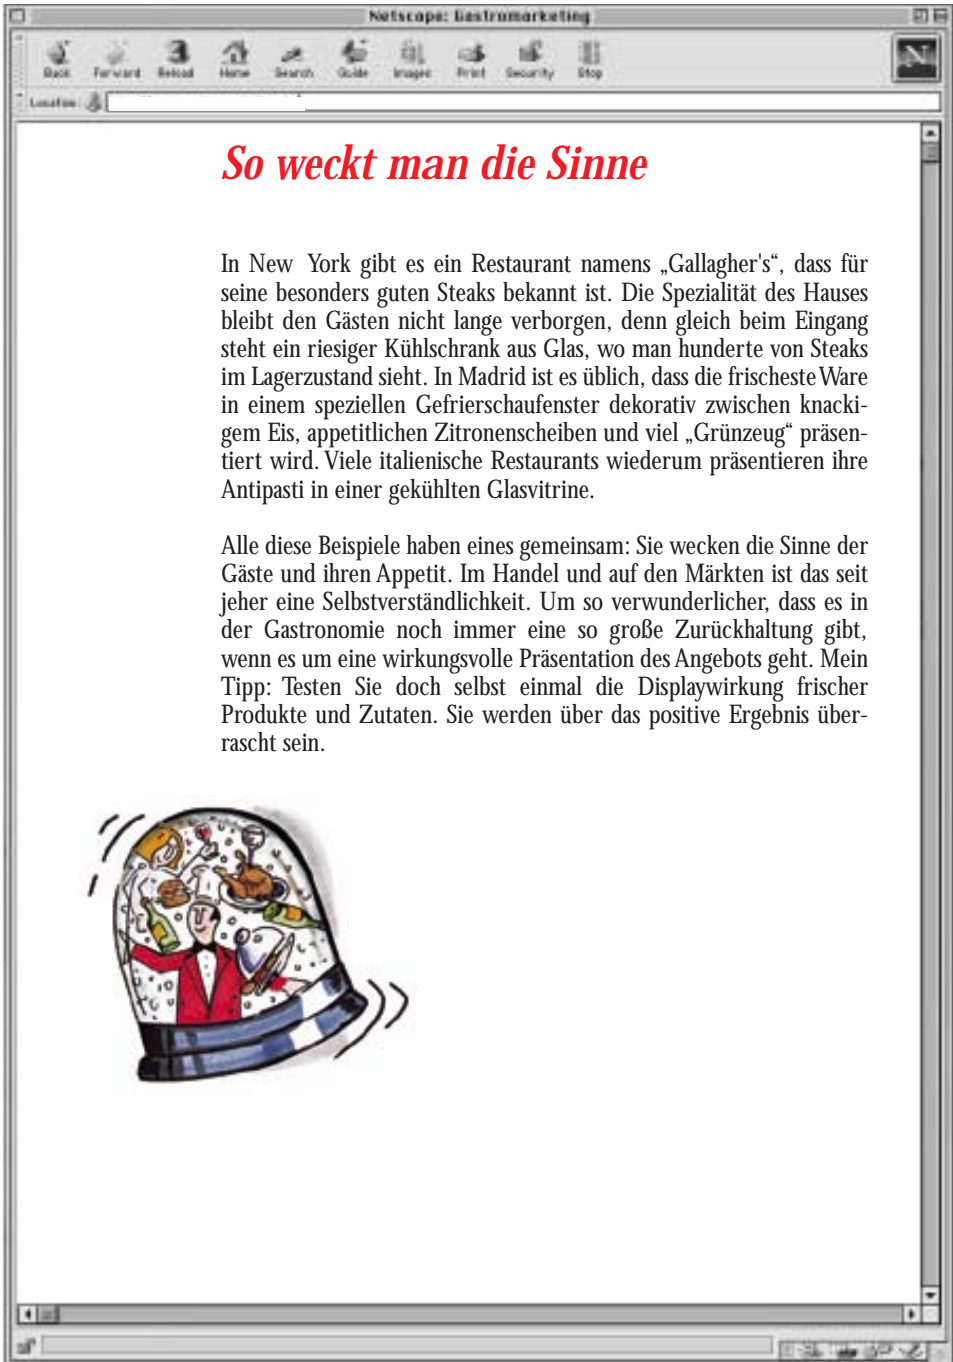 Netscape: Gastromarketing
Back Forward Reload Home Search Guide Images Print Security Stop
N
Location:
So weckt man die Sinne
In New York gibt es ein Restaurant namens „Gallagher's“, dass für
seine besonders guten Steaks bekannt ist. Die Spezialität des Hauses
bleibt den Gästen nicht lange verborgen, denn gleich beim Eingang
steht ein riesiger Kühlschrank aus Glas, wo man hunderte von Steaks
im Lagerzustand sieht. In Madrid ist es üblich, dass die frischeste Ware
in einem speziellen Gefrierschaufenster dekorativ zwischen knacki-
gem Eis, appetitlichen Zitronenscheiben und viel „Grünzeug“ präsen-
tiert wird. Viele italienische Restaurants wiederum präsentieren ihre
Antipasti in einer gekühlten Glasvitrine.
Alle diese Beispiele haben eines gemeinsam: Sie wecken die Sinne der
Gäste und ihren Appetit. Im Handel und auf den Märkten ist das seit
jeher eine Selbstverständlichkeit. Um so verwunderlicher, dass es in
der Gastronomie noch immer eine so große Zurückhaltung gibt,
wenn es um eine wirkungsvolle Präsentation des Angebots geht. Mein
Tipp: Testen Sie doch selbst einmal die Displaywirkung frischer
Produkte und Zutaten. Sie werden über das positive Ergebnis über-
rascht sein.